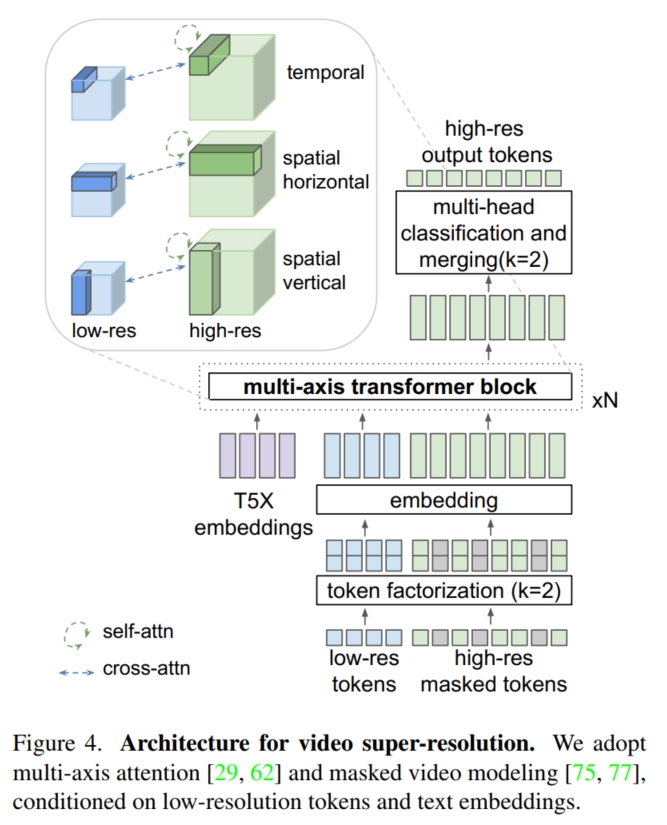 temporal
spatial
horizontal
spatial
vertical
low-res
high-res
high-res
output tokens
multi-head
classification and
merging(k=2)
multi-axis transformer block
xN
T5X
embeddings
embedding
token factorization (k=2)
low-res
tokens
high-res
masked tokens
self-attn
cross-attn
Figure 4. Architecture for video super-resolution. We adopt
multi-axis attention [29, 62] and masked video modeling [75, 77],
conditioned on low-resolution tokens and text embeddings.